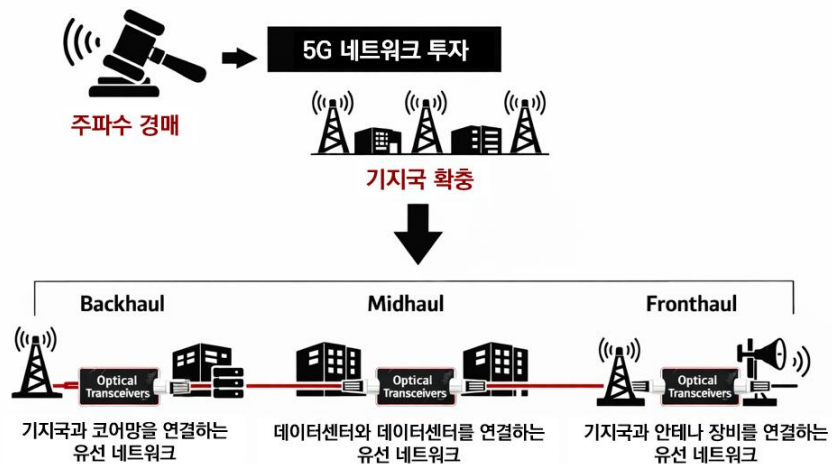 5G 네트워크 투자
주파수 경매
기지국 확충
Backhaul
Midhaul
Fronthaul
Optical
Transceivers
Optical
Transceivers
Optical
Transceivers
기지국과 코어망을 연결하는
유선 네트워크
데이터센터와 데이터센터를 연결하는
유선 네트워크
기지국과 안테나 장비를 연결하는
유선 네트워크